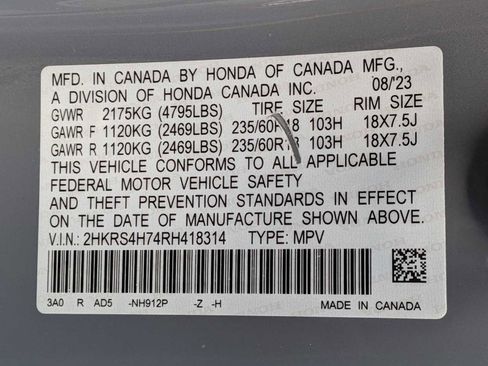 MFD. IN CANADA BY HONDA OF CANADA MFG.,
A DIVISION OF HONDA CANADA INC. 08/'23
GVWR 2175KG (4795LBS) TIRE SIZE RIM SIZE
GAWR F 1120KG (2469LBS) 235/60R18 103H 18X7.5J
GAWR R 1120KG (2469LBS) 235/60R18 103H 18X7.5J
THIS VEHICLE CONFORMS TO ALL APPLICABLE
FEDERAL MOTOR VEHICLE SAFETY
AND THEFT PREVENTION STANDARDS IN EFFECT
ON THE DATE OF MANUFACTURE SHOWN ABOVE.
V.I.N.: 2HKRS4H74RH418314 TYPE: MPV
3A0 R AD5 -NH912P -Z -H MADE IN CANADA